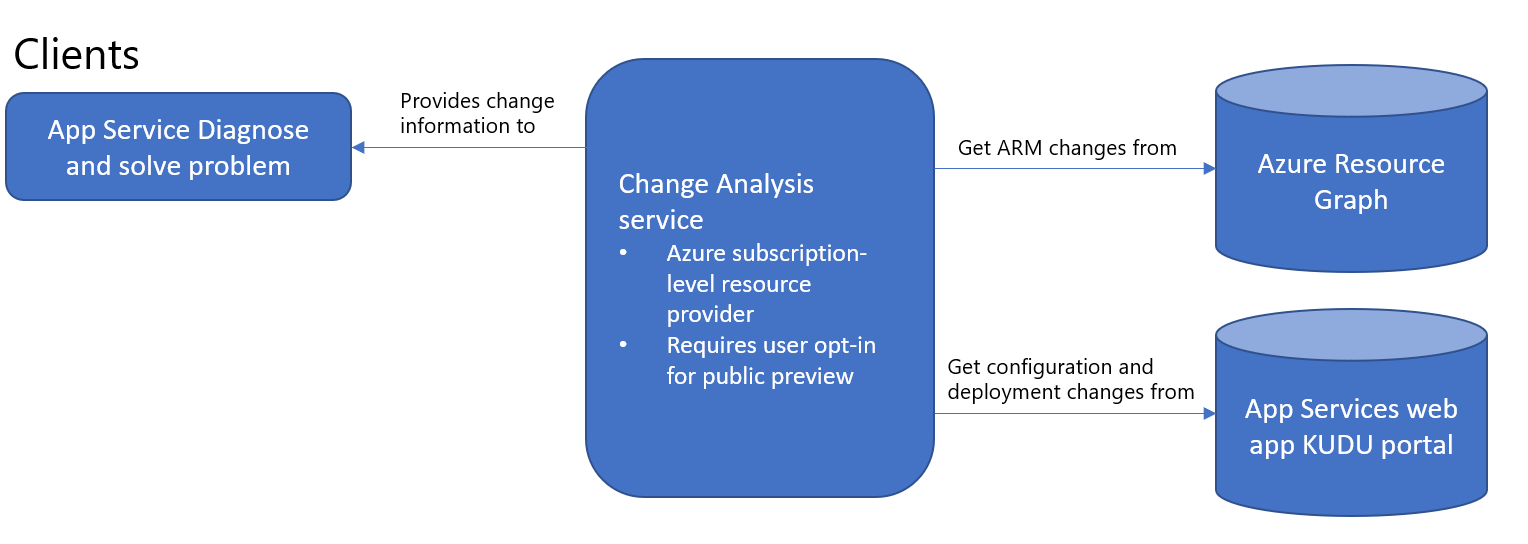 Clients
App Service Diagnose
and solve problem
Provides change
information to
Change Analysis
service
• Azure subscription-
level resource
provider
• Requires user opt-in
for public preview
Get ARM changes from
Azure Resource
Graph
Get configuration and
deployment changes from
App Services web
app KUDU portal